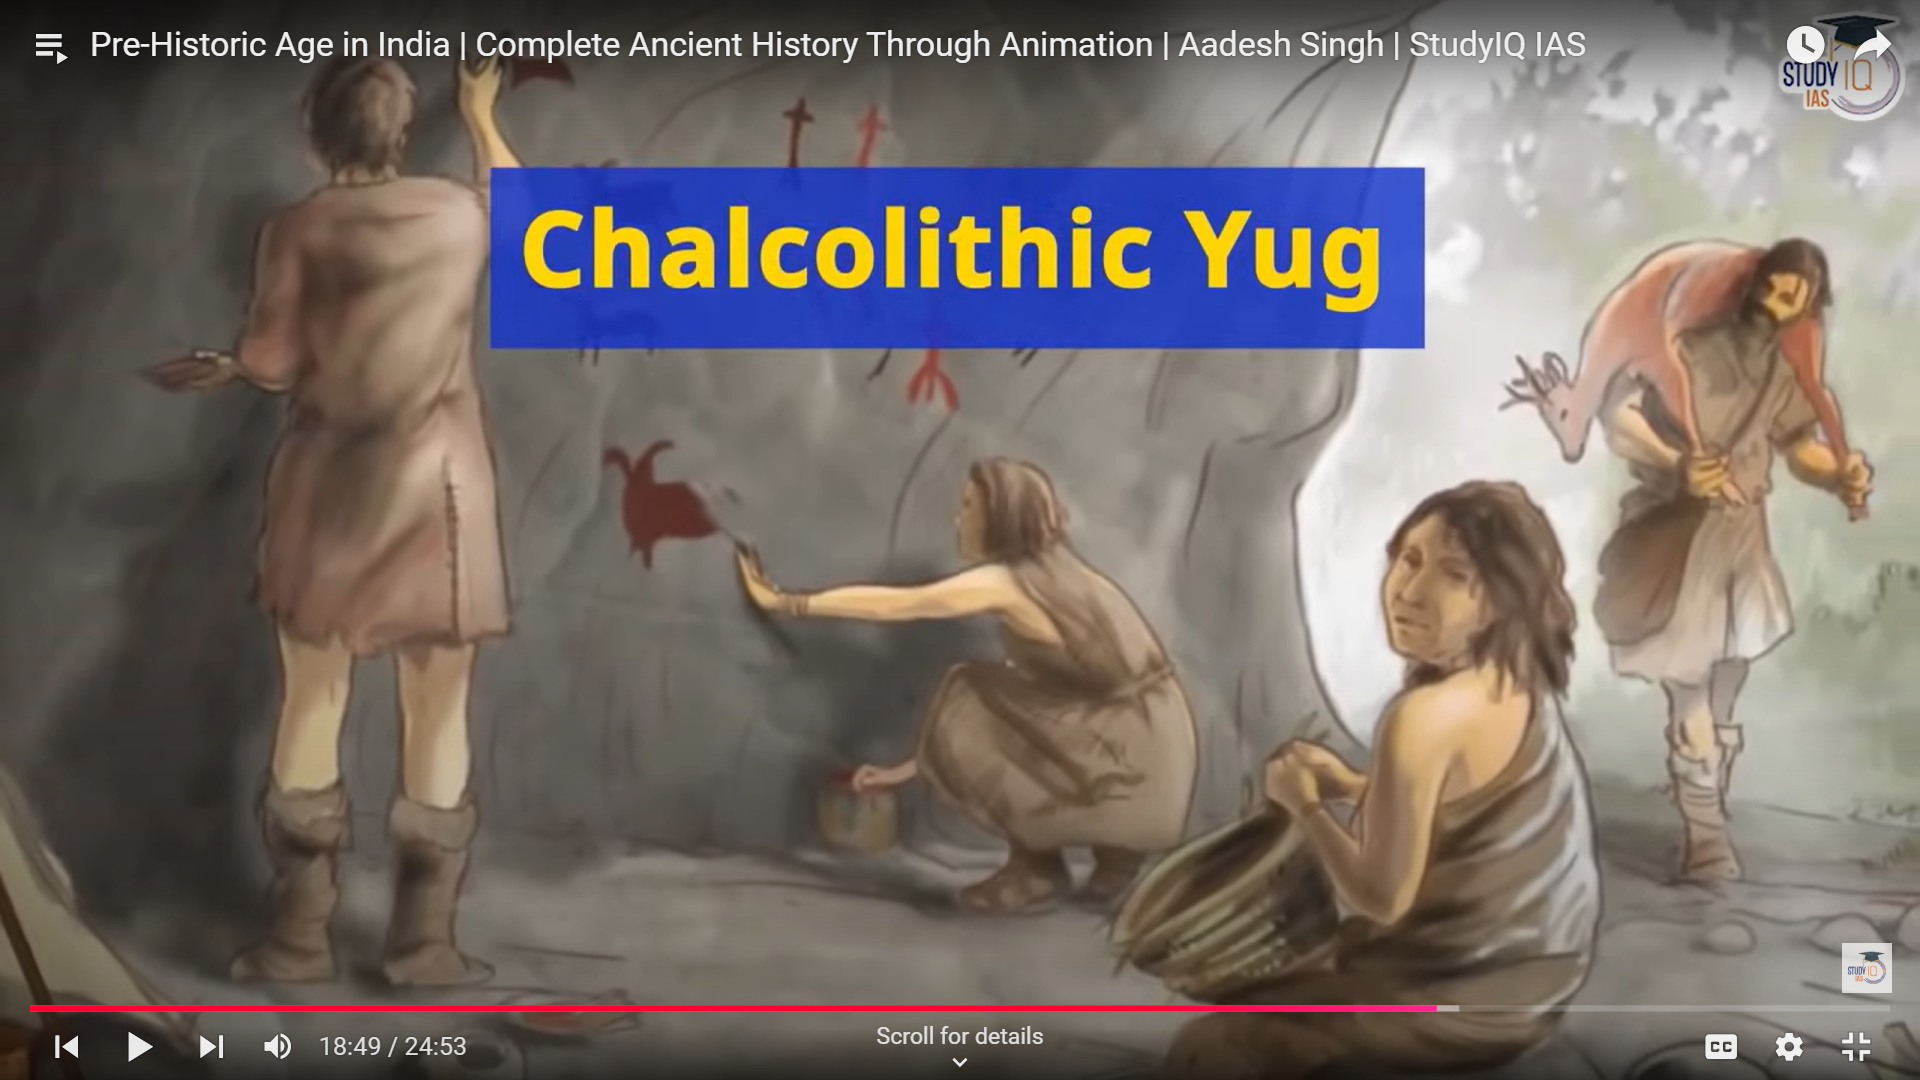 Pre-Historic Age in India | Complete Ancient History Through Animation | Aadesh Singh | StudyIQ IAS
STUDY IQ
IAS
Chalcolithic Yug
STUDY IQ
IAS
18:49 / 24:53
Scroll for details
CC